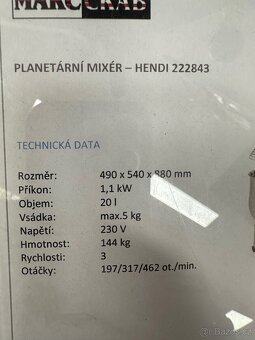 MARCCRAB
PLANETÁRNÍ MIXÉR – HENDI 222843
TECHNICKÁ DATA
Rozměr: 490 x 540 x 880 mm
Příkon: 1,1 kW
Objem: 20 l
Vsádka: max.5 kg
Napětí: 230 V
Hmotnost: 144 kg
Rychlosti: 3
Otáčky: 197/317/462 ot./min.